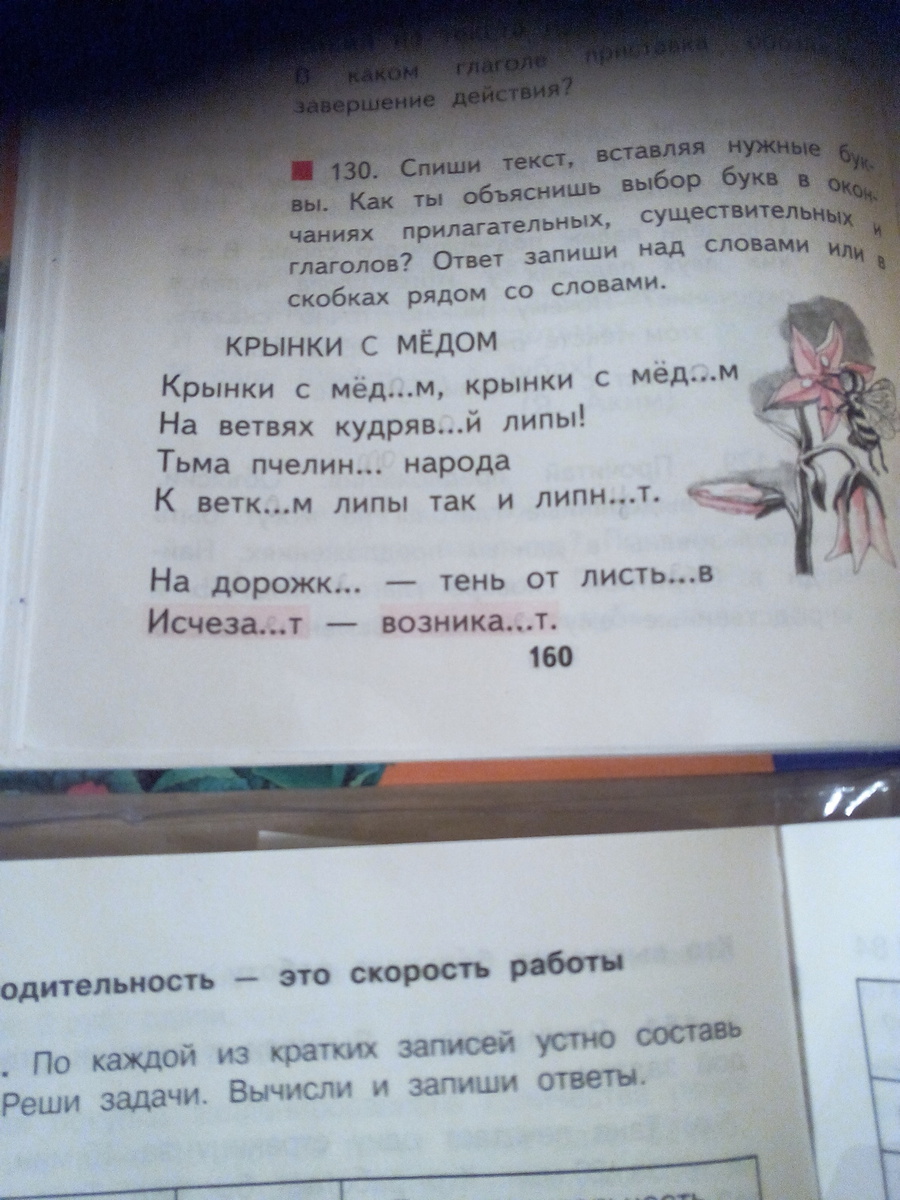 В каком глаголе приставка
завершение действия?
130. Спиши текст, вставляя нужные бук-
вы. Как ты объяснишь выбор букв в окон-
чаниях прилагательных, существительных и
глаголов? Ответ запиши над словами или в
скобках рядом со словами.
КРЫНКИ С МЁДОМ
Крынки с мёд...м, крынки с мёд...м
На ветвях кудряв...й липы!
Тьма пчелин... народа
К ветк...м липы так и липн...т.
На дорожк... — тень от листь...в
Исчеза...т — возника...т.
160
одительность — это скорость работы
. По каждой из кратких записей устно составь
Реши задачи. Вычисли и запиши ответы.